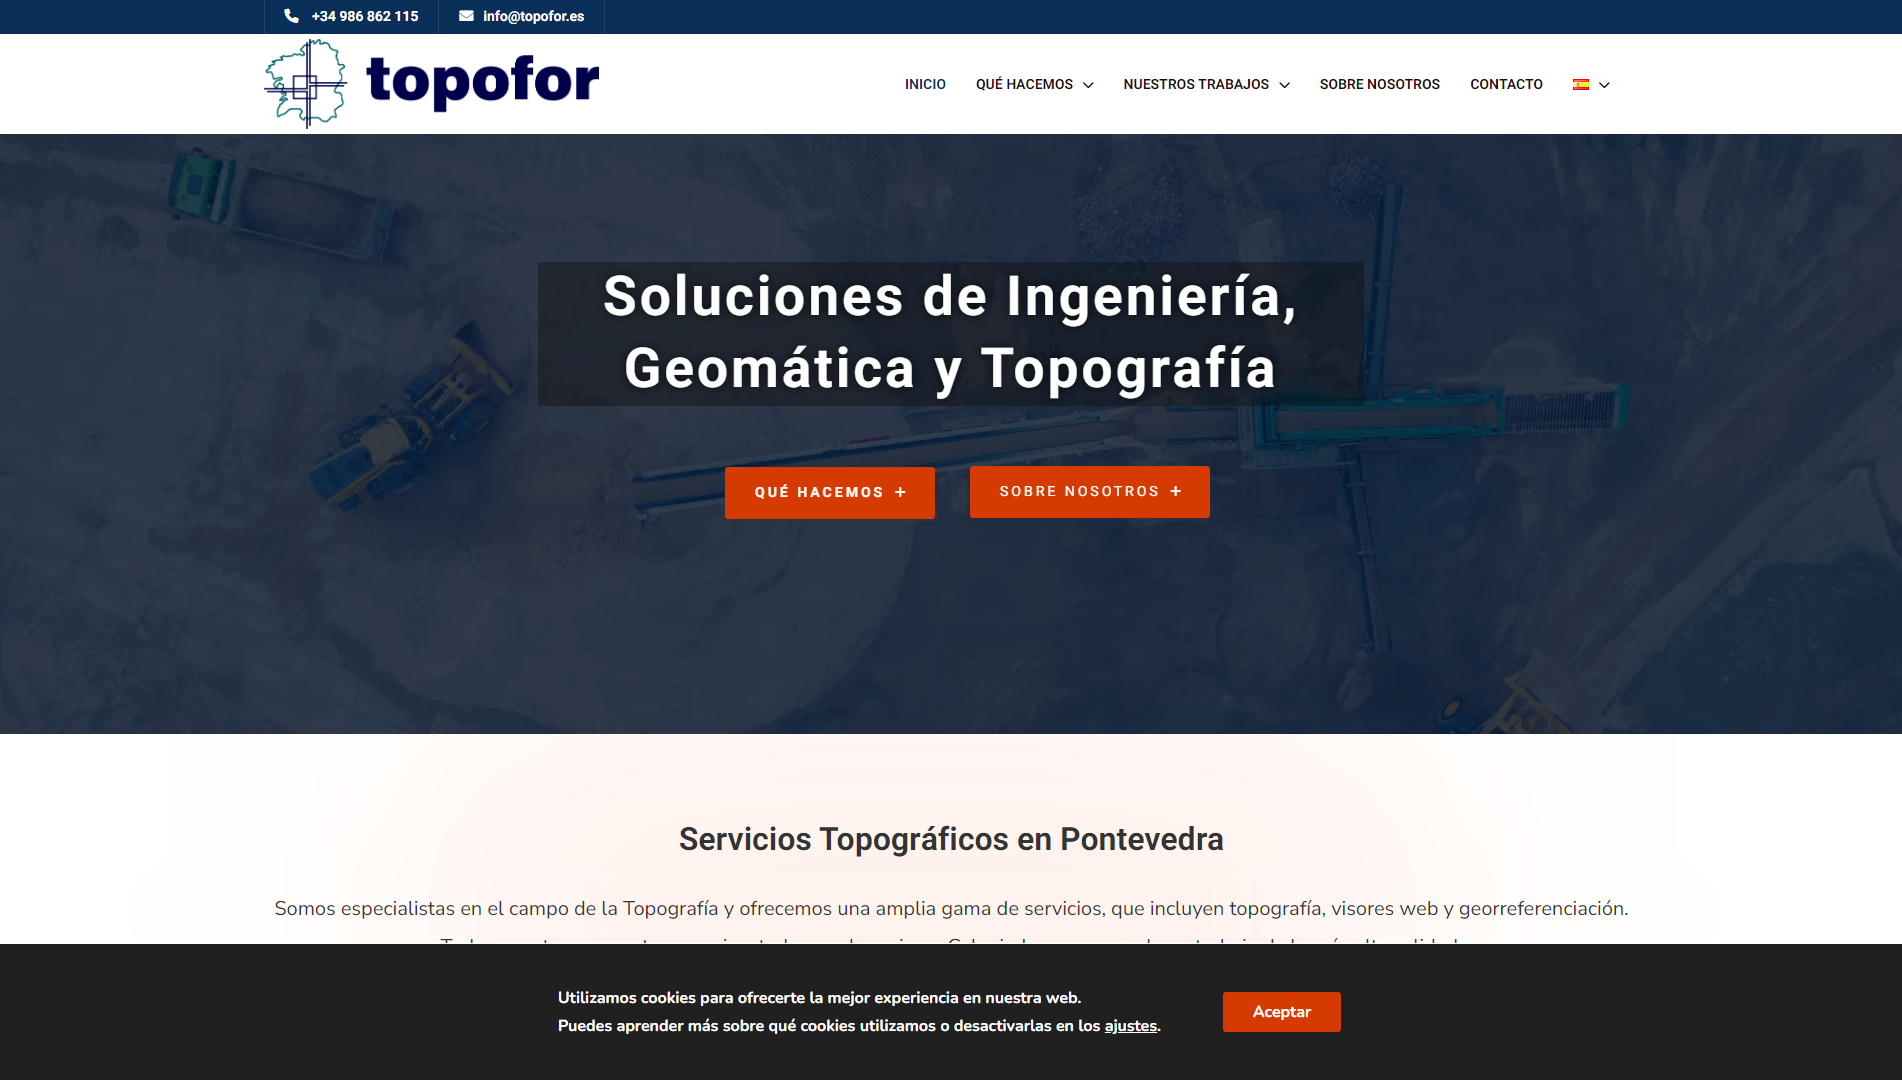 +34 986 862 115
info@topofor.es
topofor
INICIO
QUÉ HACEMOS
NUESTROS TRABAJOS
SOBRE NOSOTROS
CONTACTO
Soluciones de Ingeniería,
Geomática y Topografía
QUÉ HACEMOS +
SOBRE NOSOTROS +
Servicios Topográficos en Pontevedra
Somos especialistas en el campo de la Topografía y ofrecemos una amplia gama de servicios, que incluyen topografía, visores web y georreferenciación.
Utilizamos cookies para ofrecerte la mejor experiencia en nuestra web.
Puedes aprender más sobre qué cookies utilizamos o desactivarlas en los ajustes.
Aceptar